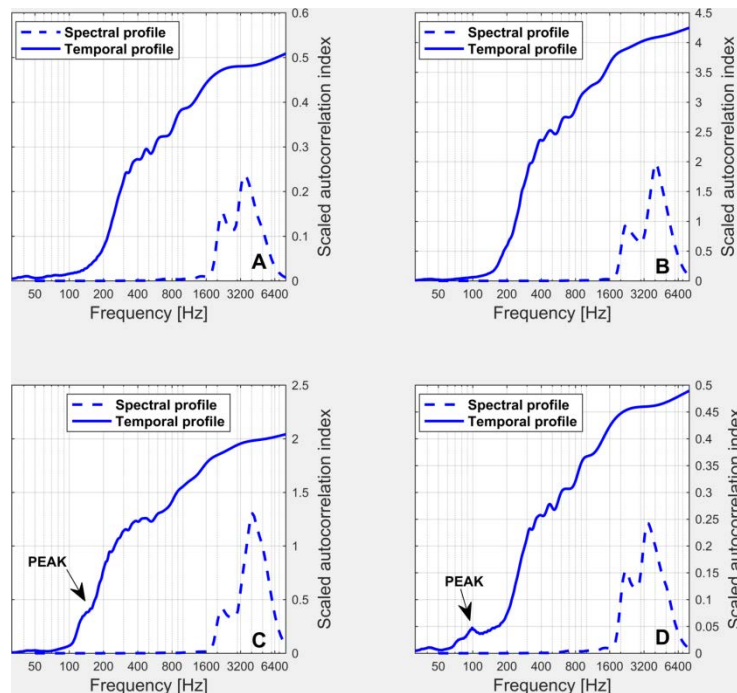 0.6
Spectral profile
Temporal profile
0.5
0.4
0.3
0.2
0.1
0
A
Scaled autocorrelation index
50 100 200 400 800 1600 3200 6400
Frequency [Hz]
4.5
Spectral profile
Temporal profile
4
3.5
3
2.5
2
1.5
1
0.5
0
B
Scaled autocorrelation index
50 100 200 400 800 1600 3200 6400
Frequency [Hz]
2.5
Spectral profile
Temporal profile
2
1.5
1
0.5
0
PEAK
C
Scaled autocorrelation index
50 100 200 400 800 1600 3200 6400
Frequency [Hz]
0.5
Spectral profile
Temporal profile
0.45
0.4
0.35
0.3
0.25
0.2
0.15
0.1
0.05
0
PEAK
D
Scaled autocorrelation index
50 100 200 400 800 1600 3200 6400
Frequency [Hz]